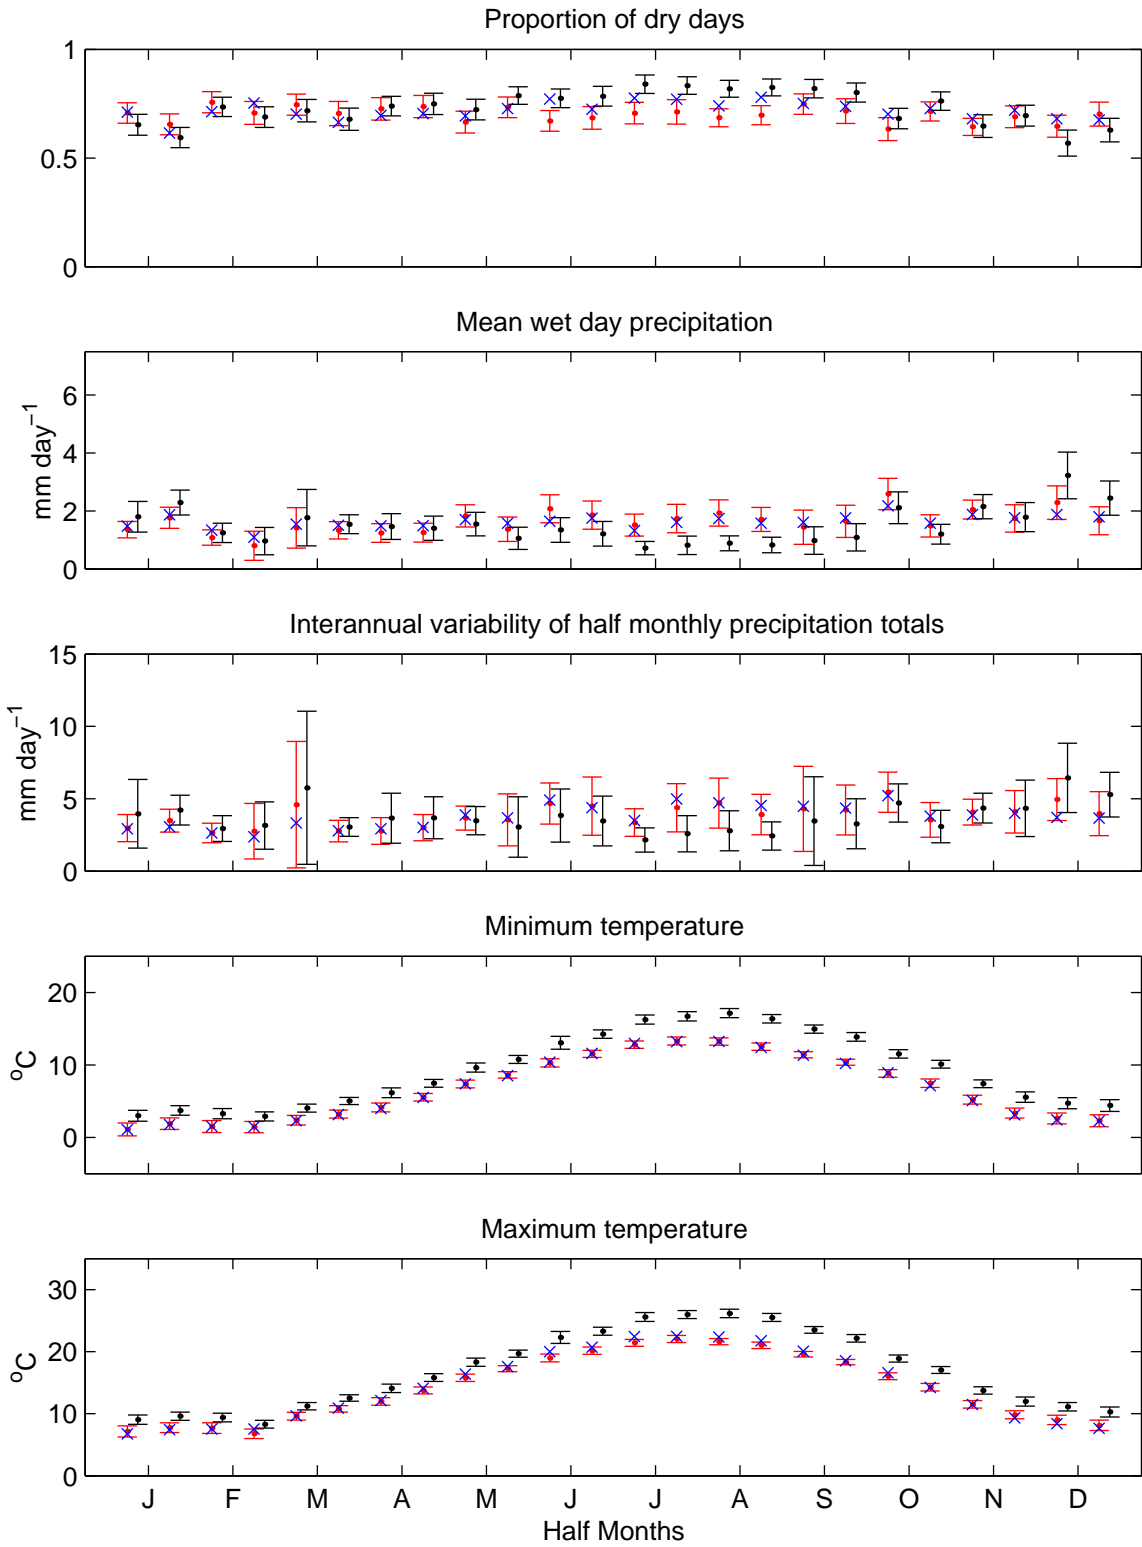 Proportion of dry days
1
0.5
0
Mean wet day precipitation
6
4
2
0
mm day⁻¹
Interannual variability of half monthly precipitation totals
15
10
5
0
mm day⁻¹
Minimum temperature
20
10
0
ºC
Maximum temperature
30
20
10
0
ºC
J F M A M J J A S O N D
Half Months